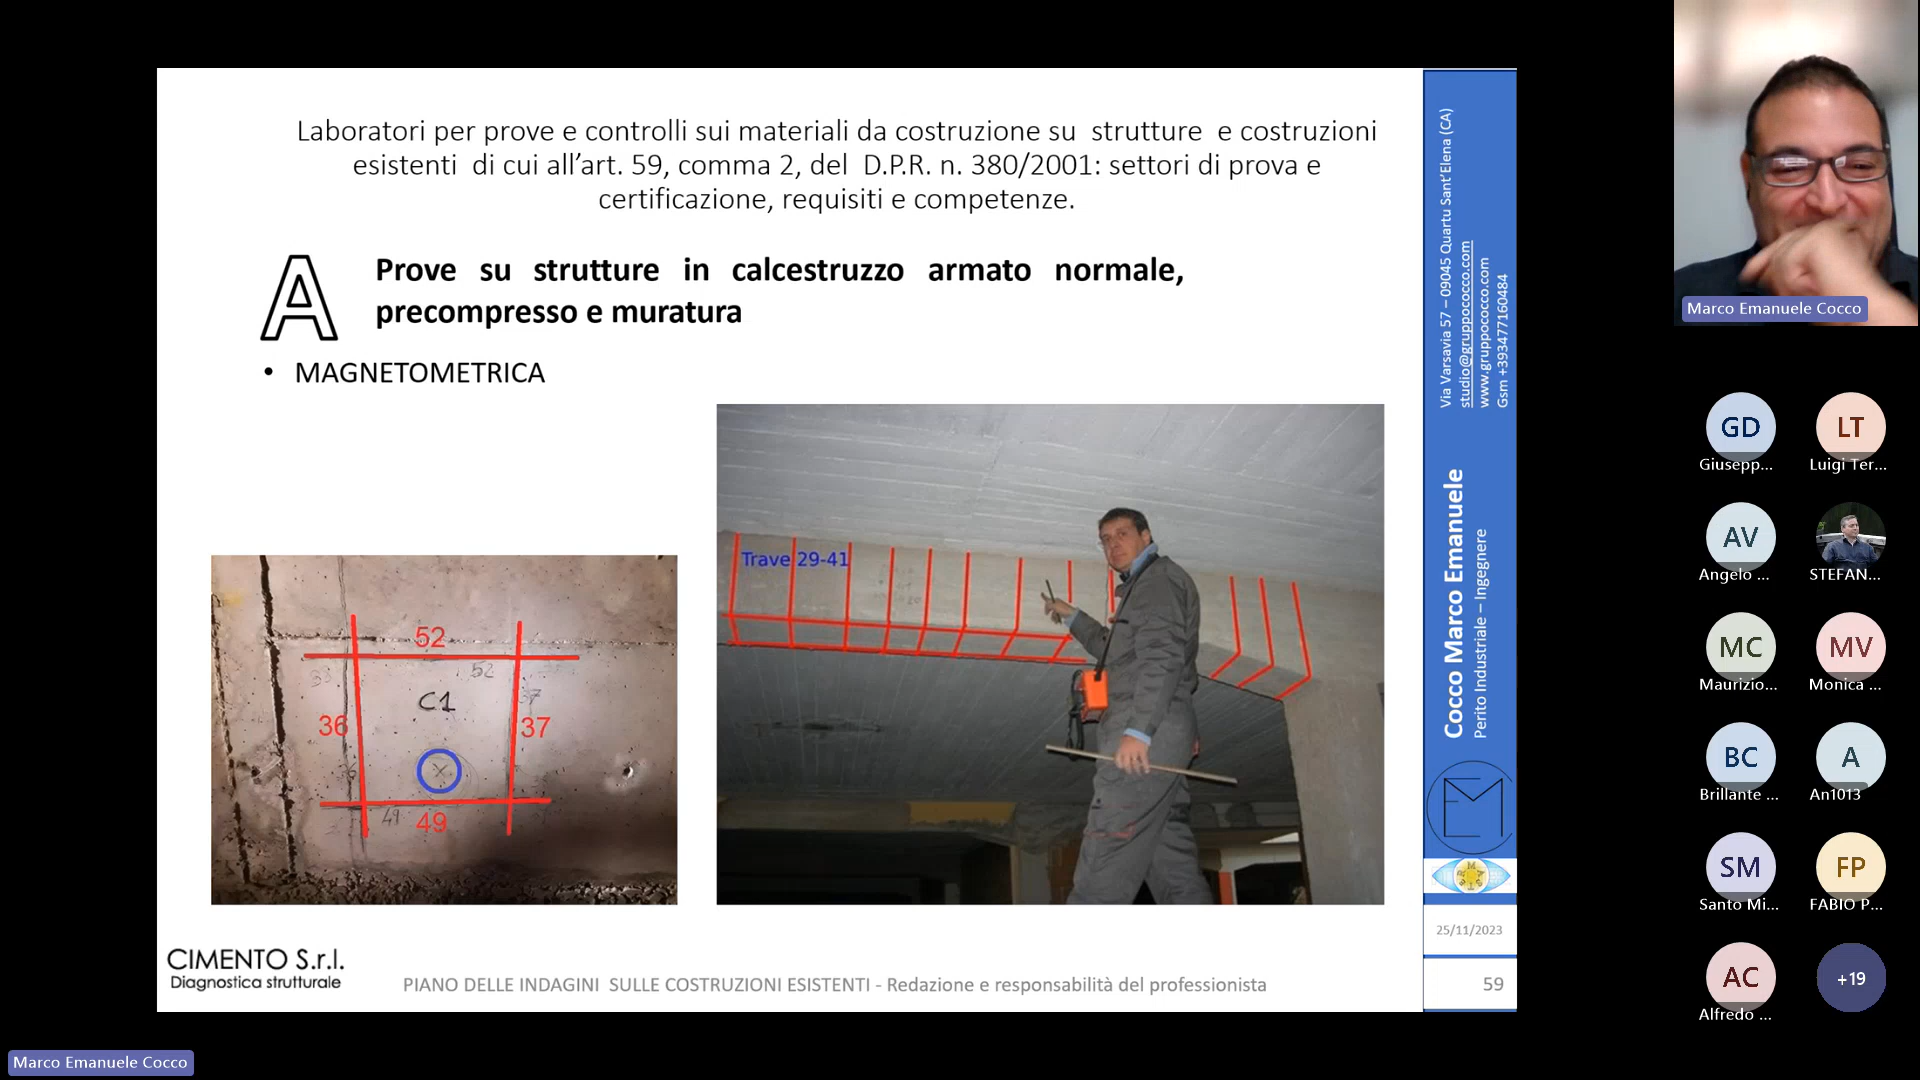 Laboratori per prove e controlli sui materiali da costruzione su strutture e costruzioni
esistenti di cui all'art. 59, comma 2, del D.P.R. n. 380/2001: settori di prova e
certificazione, requisiti e competenze.
A
Prove su strutture in calcestruzzo armato normale,
precompresso e muratura
• MAGNETOMETRICA
52
52
C1
37
36
37
49
49
Trave 29-41
CIMENTO S.r.l.
Diagnostica strutturale
PIANO DELLE INDAGINI SULLE COSTRUZIONI ESISTENTI - Redazione e responsabilità del professionista
Via Varsavia 57 – 09045 Quartu Sant'Elena (CA)
studio@gruppococco.com
www.gruppococco.com
Gsm +393477160484
Cocco Marco Emanuele
Perito Industriale – Ingegnere
25/11/2023
59
Marco Emanuele Cocco
GD
Giusepp...
LT
Luigi Ter...
AV
Angelo ...
STEFAN...
MC
Maurizio...
MV
Monica ...
BC
Brillante ...
A
An1013
SM
Santo Mi...
FP
FABIO P...
AC
Alfredo ...
+19
Marco Emanuele Cocco